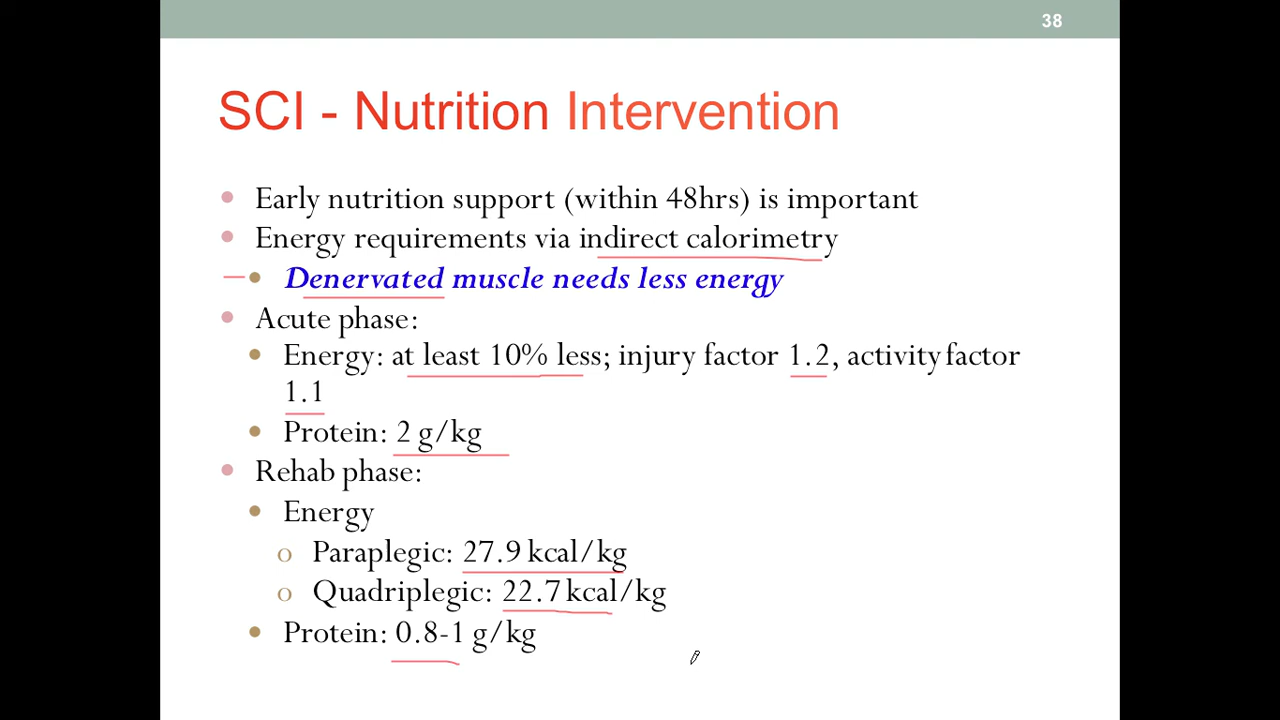 38
SCI - Nutrition Intervention
Early nutrition support (within 48hrs) is important
Energy requirements via indirect calorimetry
Denervated muscle needs less energy
Acute phase:
Energy: at least 10% less; injury factor 1.2, activity factor
1.1
Protein: 2 g/kg
Rehab phase:
Energy
Paraplegic: 27.9 kcal/kg
Quadriplegic: 22.7 kcal/kg
Protein: 0.8-1 g/kg